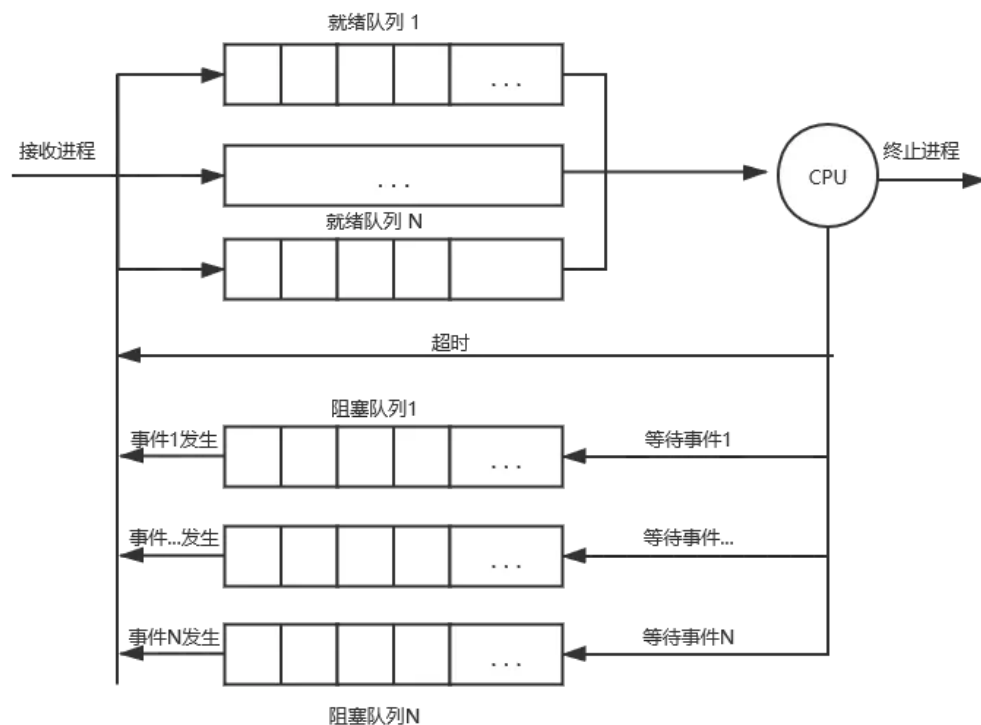 就绪队列 1
...
接收进程
终止进程
CPU
...
就绪队列 N
超时
阻塞队列1
事件1发生
等待事件1
...
事件...发生
等待事件...
...
事件N发生
等待事件N
...
阻塞队列N